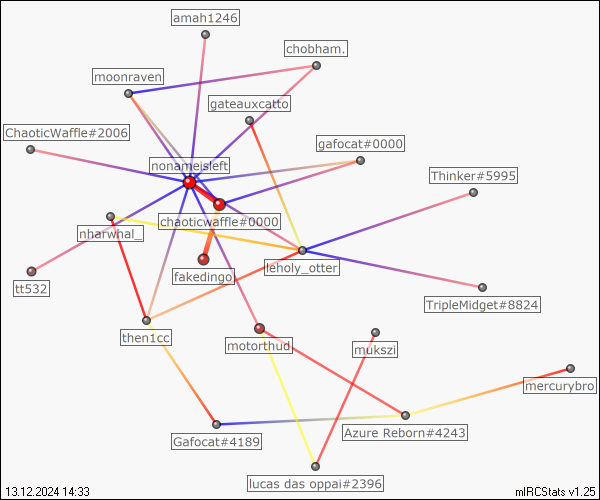 amah1246
chobham.
moonraven
gateauxcatto
ChaoticWaffle#2006
gafocat#0000
nonameisleft
Thinker#5995
chaoticwaffle#0000
nharwhal_
leholy_otter
fakedingo
tt532
TripleMidget#8824
then1cc
motorthud
mukszi
mercurybro
Azure Reborn#4243
Gafocat#4189
lucas das oppai#2396
13.12.2024 14:33
mIRCStats v1.25